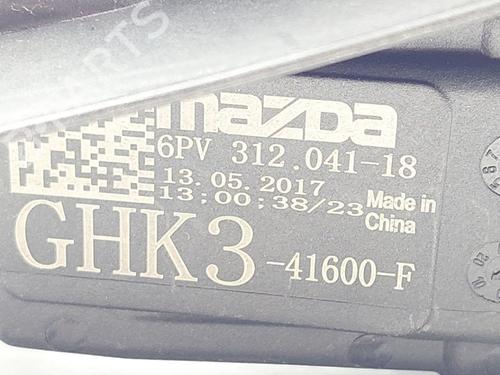 mazda
6PV 312.041-18
13.05.2017
13:00:38/23
Made in
China
GHK3 -41600-F